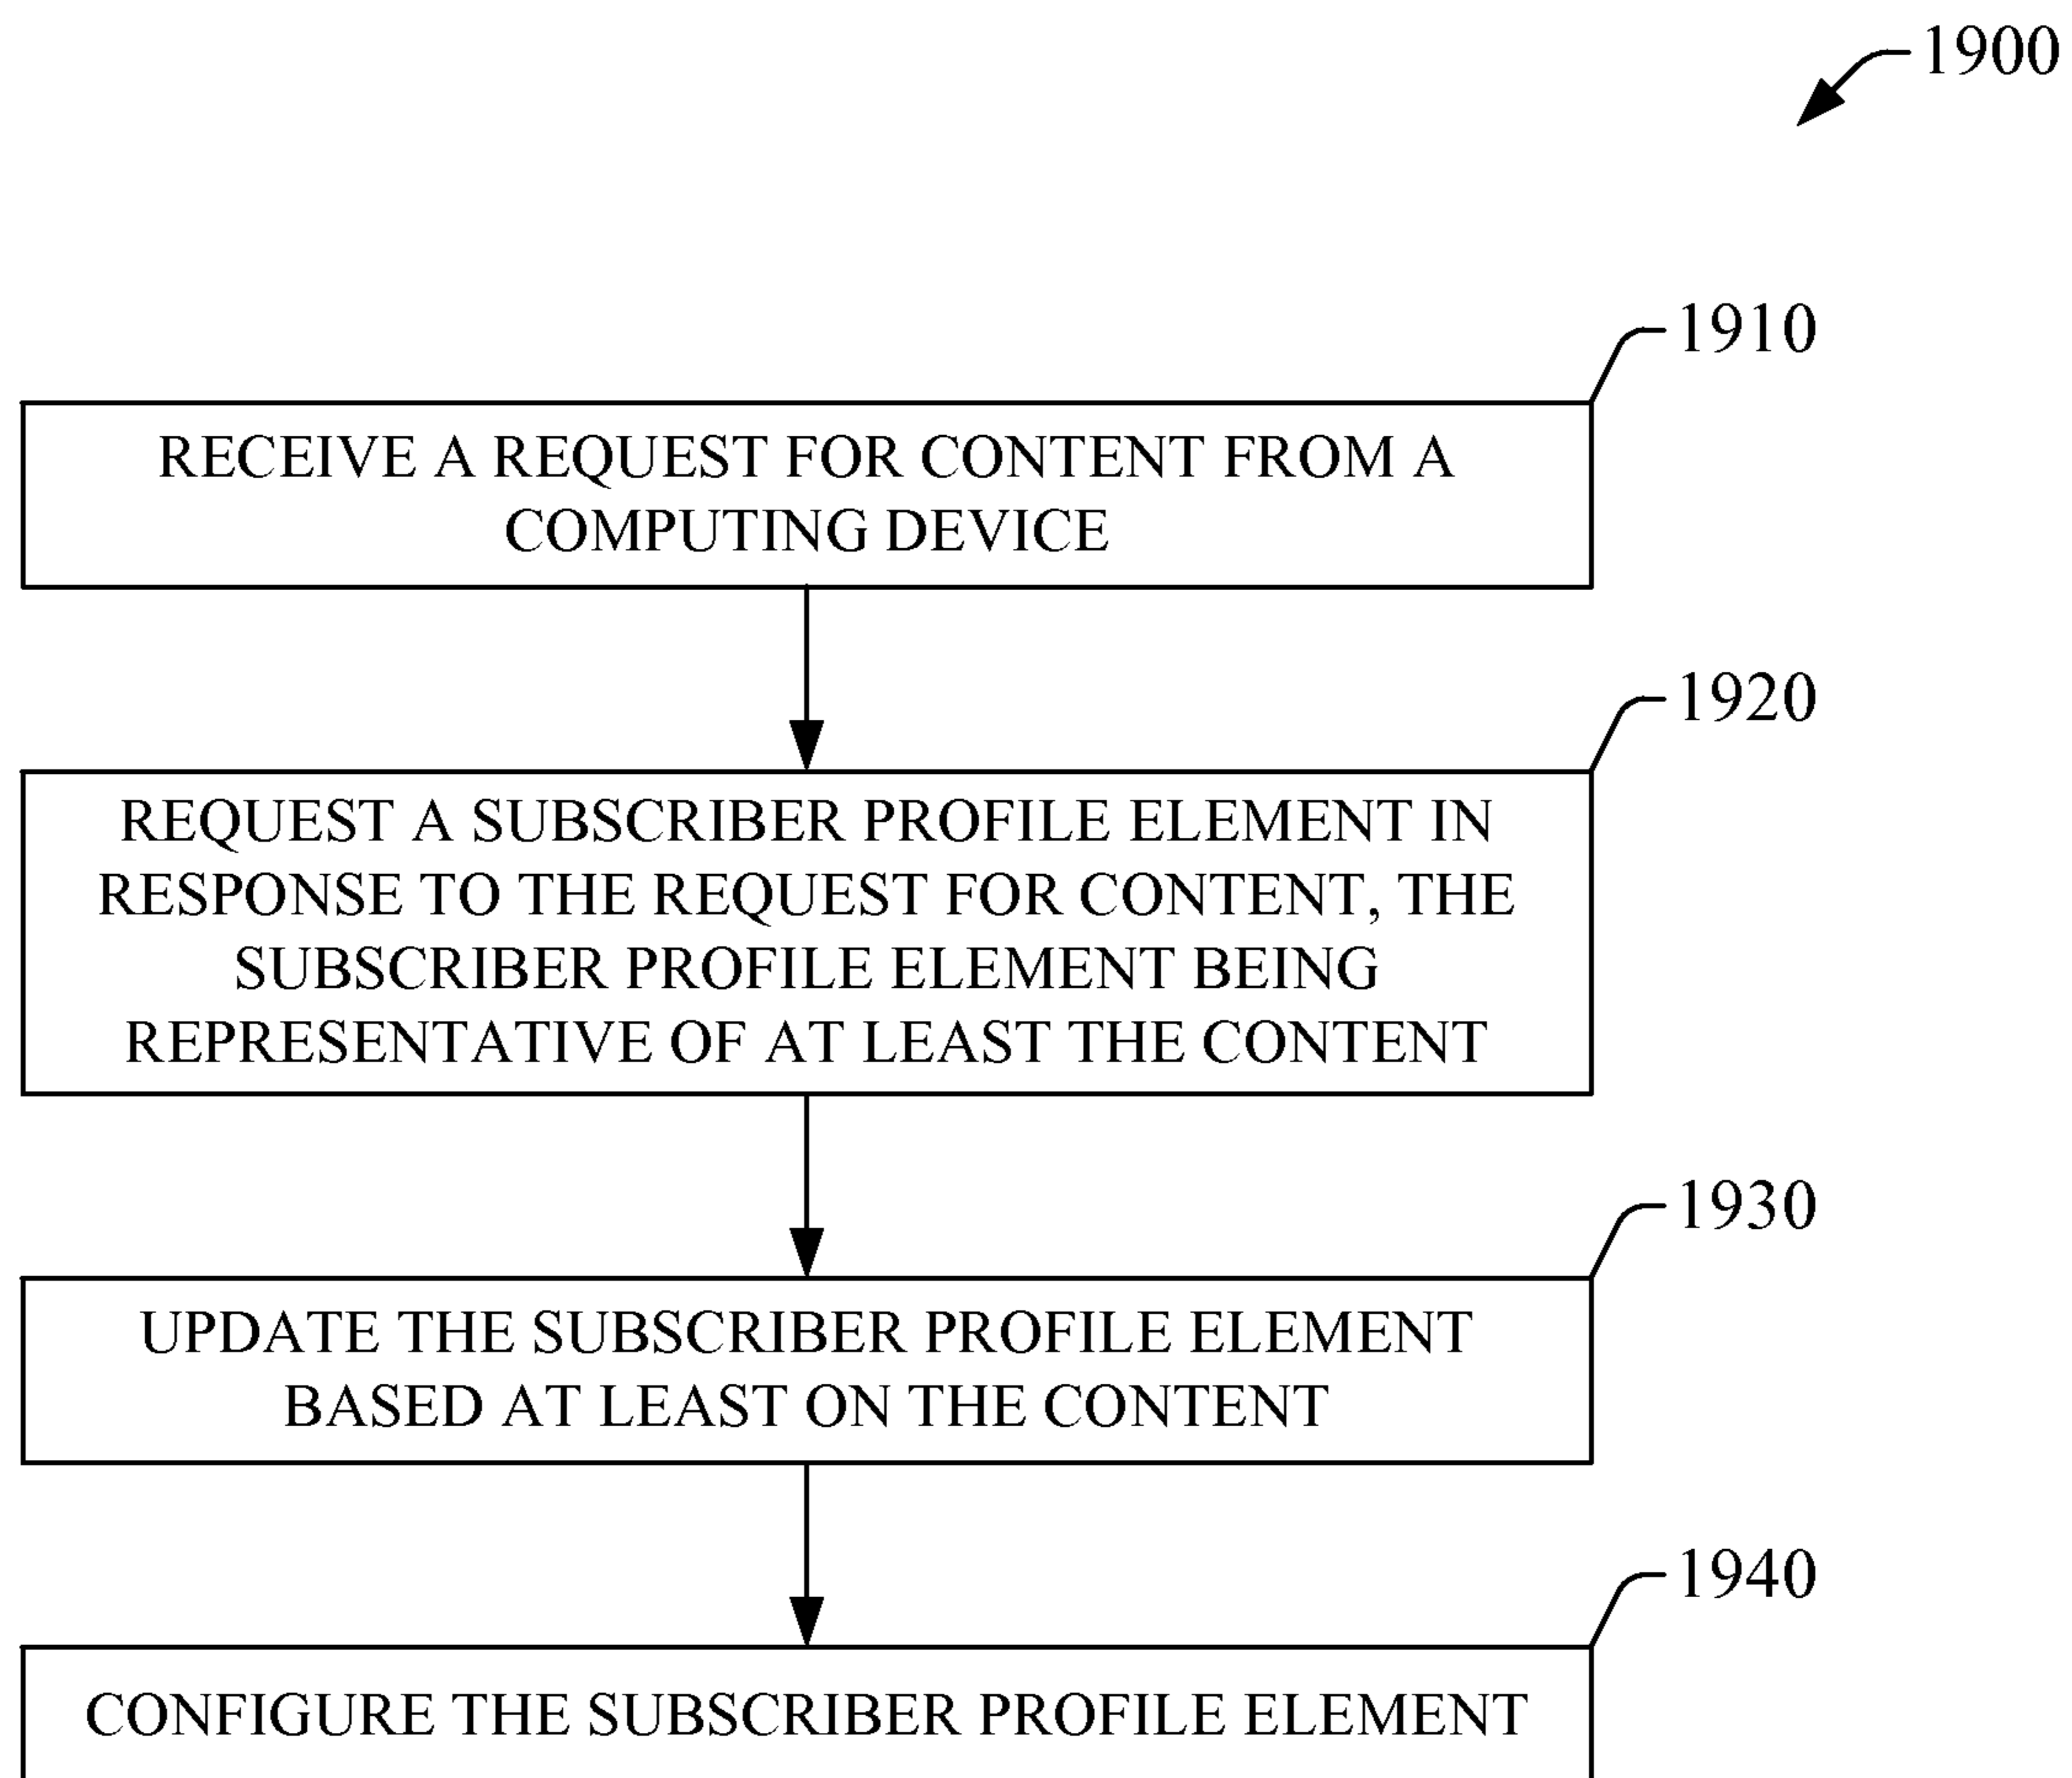 1900
1910
RECEIVE A REQUEST FOR CONTENT FROM A
COMPUTING DEVICE
1920
REQUEST A SUBSCRIBER PROFILE ELEMENT IN
RESPONSE TO THE REQUEST FOR CONTENT, THE
SUBSCRIBER PROFILE ELEMENT BEING
REPRESENTATIVE OF AT LEAST THE CONTENT
1930
UPDATE THE SUBSCRIBER PROFILE ELEMENT
BASED AT LEAST ON THE CONTENT
1940
CONFIGURE THE SUBSCRIBER PROFILE ELEMENT